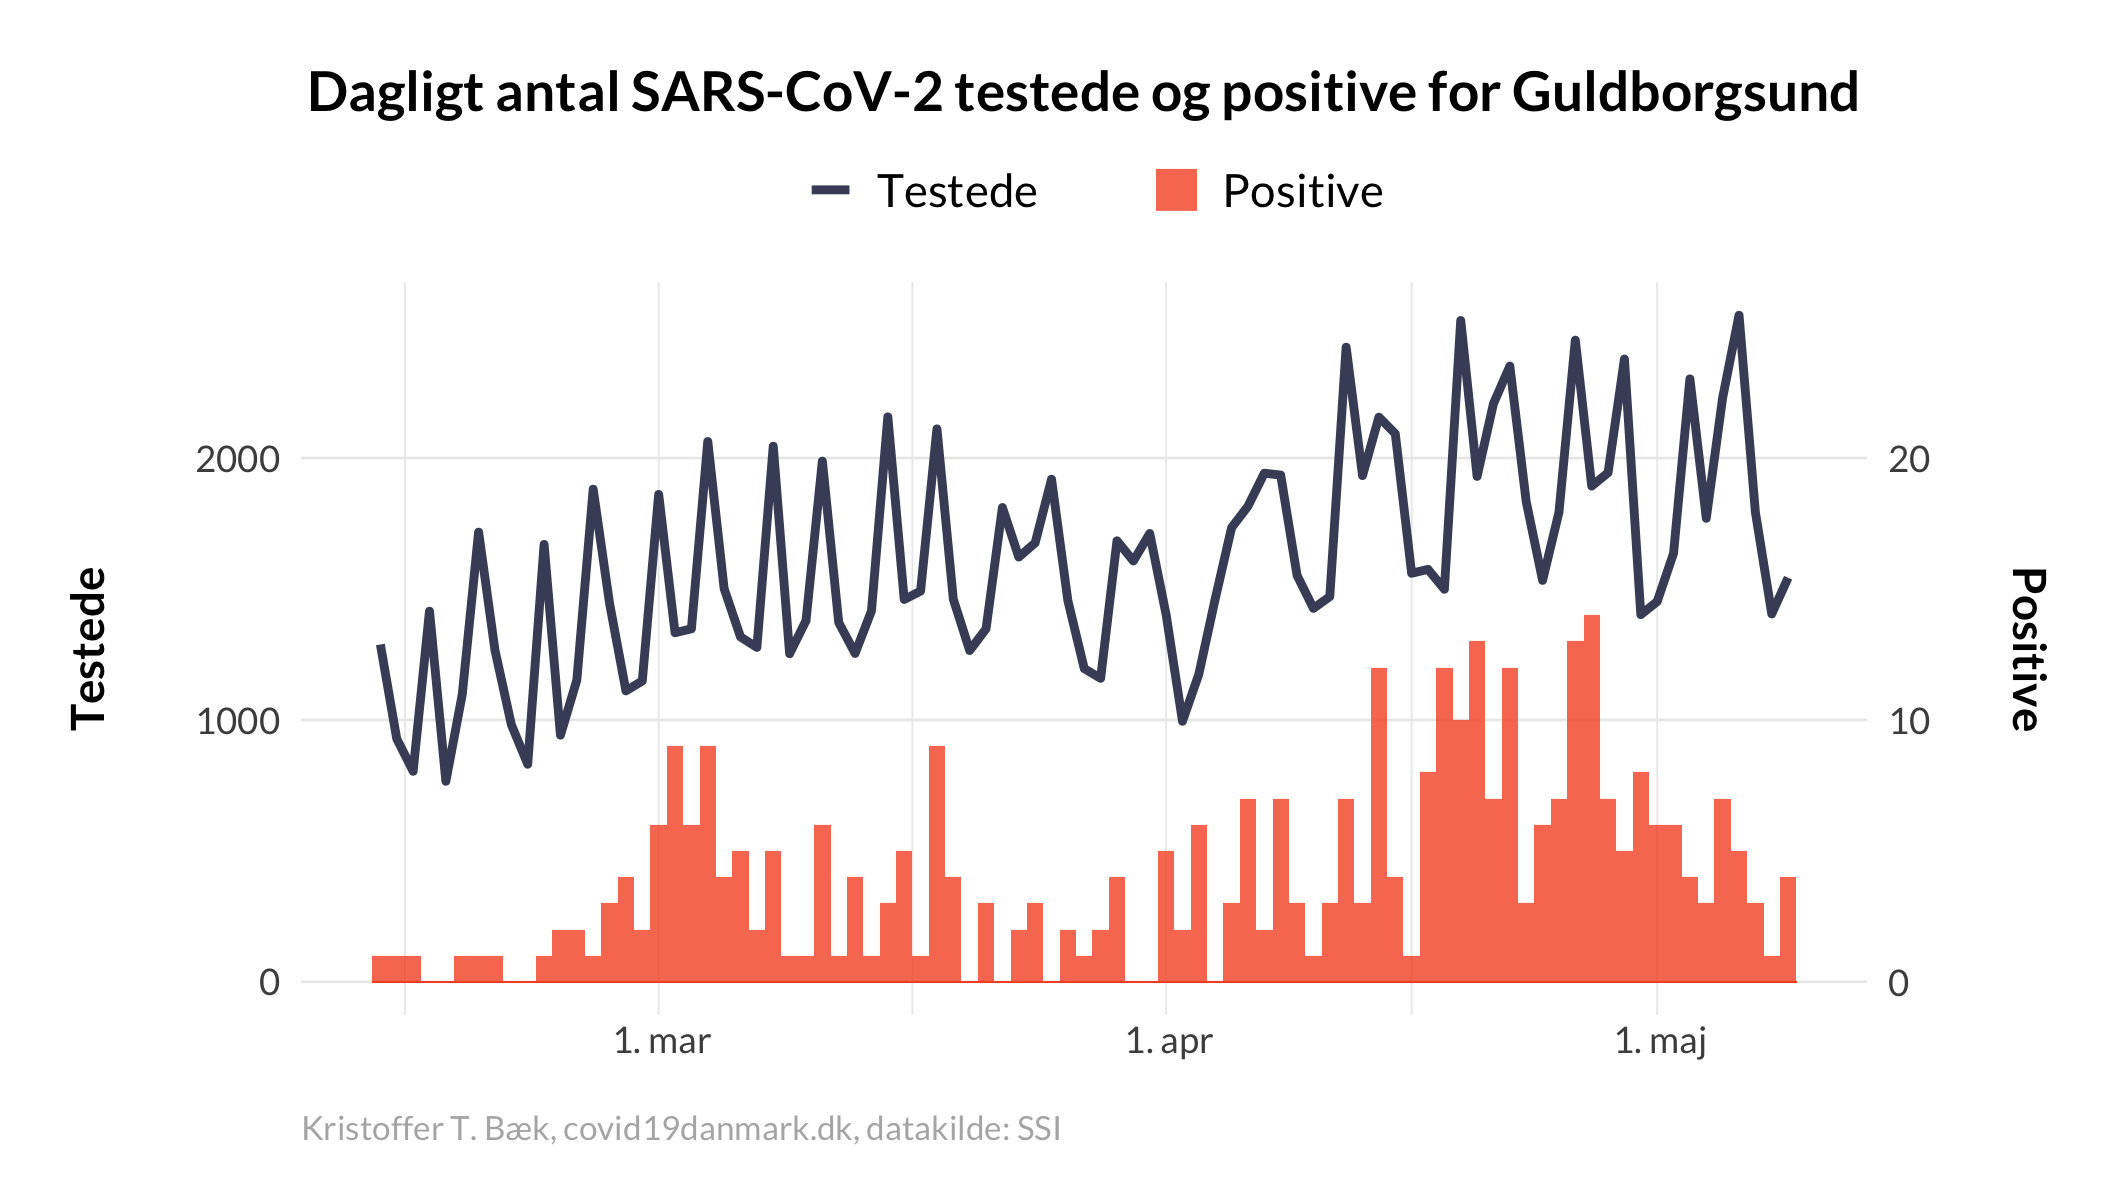 Dagligt antal SARS-CoV-2 testede og positive for Guldborgsund
Testede
Positive
Testede
2000
1000
0
20
10
0
Positive
1. mar
1. apr
1. maj
Kristoffer T. Bæk, covid19danmark.dk, datakilde: SSI